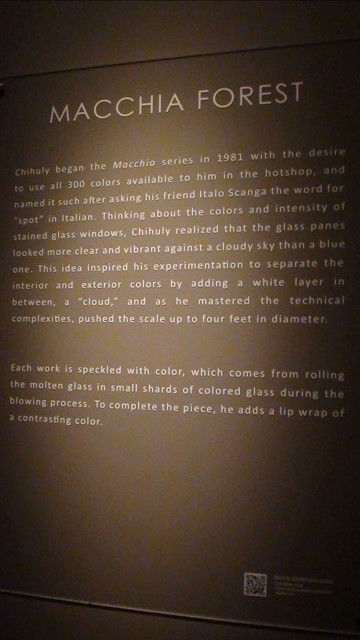 MACCHIA FOREST
Chihuly began the Macchia series in 1981 with the desire
to use all 300 colors available to him in the hotshop, and
named it such after asking his friend Italo Scanga the word for
"spot" in Italian. Thinking about the colors and intensity of
stained glass windows, Chihuly realized that the glass panes
looked more clear and vibrant against a cloudy sky than a blue
one. This idea inspired his experimentation to separate the
interior and exterior colors by adding a white layer in
between, a "cloud," and as he mastered the technical
complexities, pushed the scale up to four feet in diameter.
Each work is speckled with color, which comes from rolling
the molten glass in small shards of colored glass during the
blowing process. To complete the piece, he adds a lip wrap of
a contrasting color.